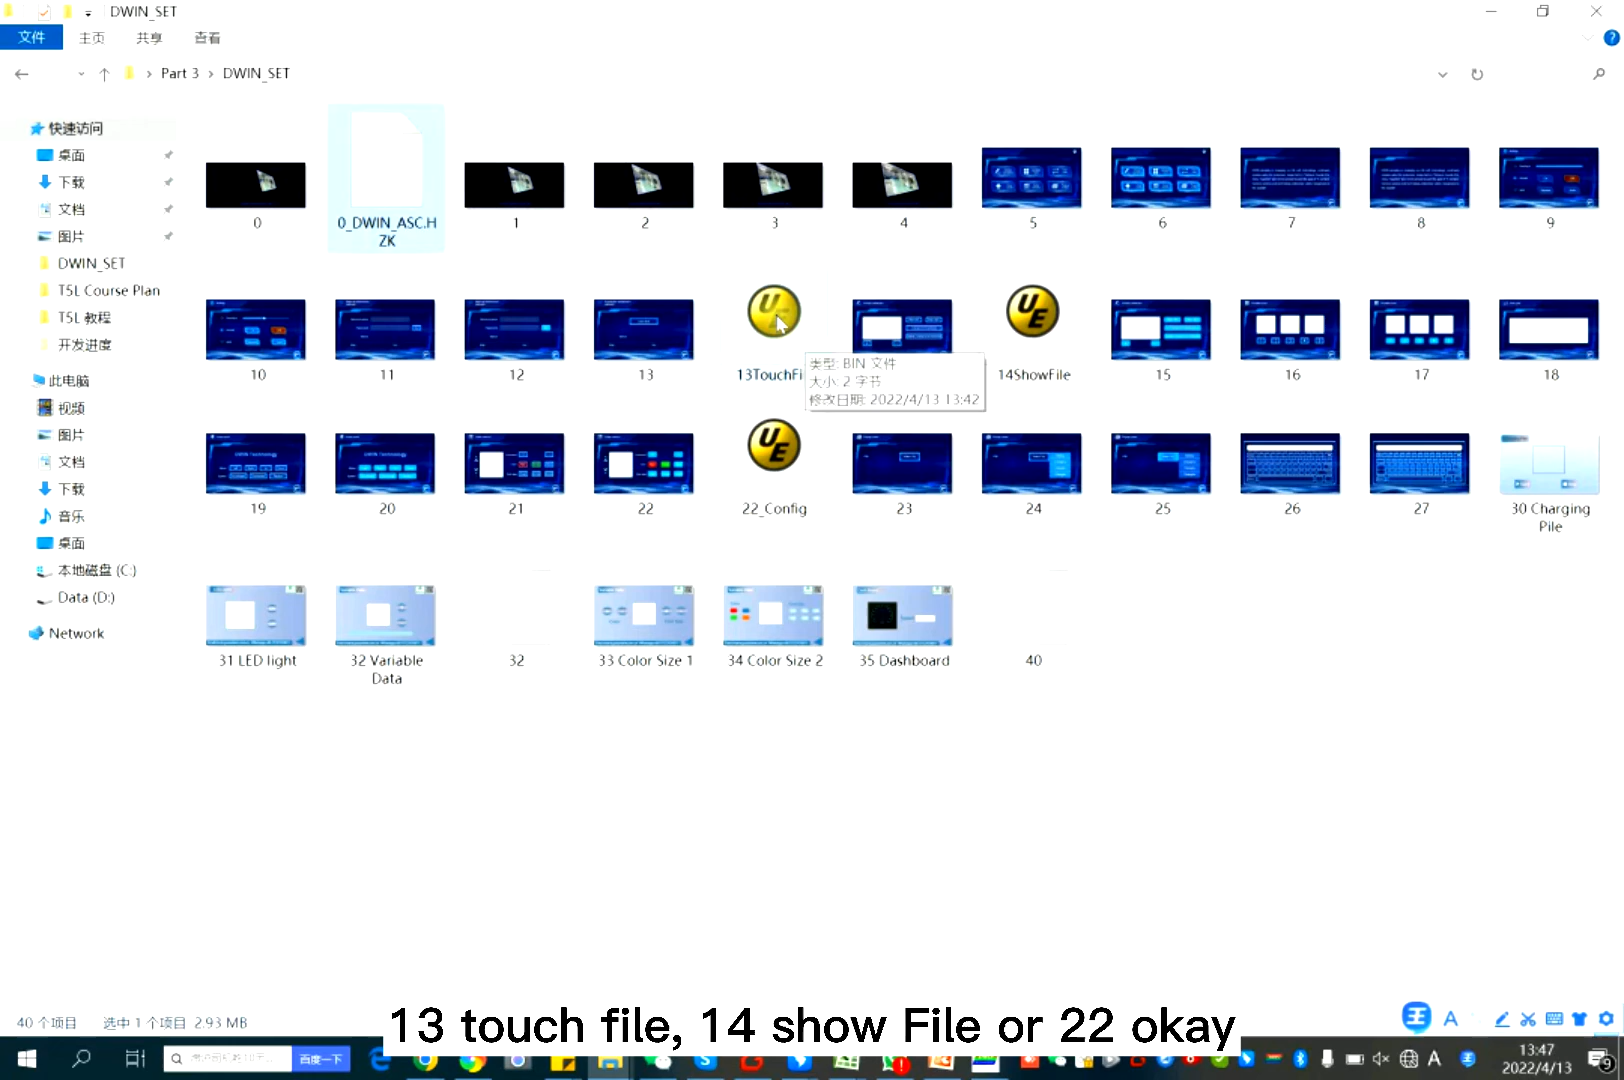 DWIN_SET
文件
主页
共享
查看
Part 3 › DWIN_SET
快速访问
桌面
下载
文档
图片
DWIN_SET
T5L Course Plan
T5L 教程
开发进度
此电脑
视频
图片
文档
下载
音乐
桌面
本地磁盘 (C:)
Data (D:)
Network
0
0_DWIN_ASC.H
ZK
1
2
3
4
5
6
7
8
9
10
11
12
13
13TouchFi
类型: BIN 文件
大小: 2 字节
修改日期: 2022/4/13 13:42
14ShowFile
15
16
17
18
19
20
21
22
22_Config
23
24
25
26
27
30 Charging
Pile
31 LED light
32 Variable
Data
32
33 Color Size 1
34 Color Size 2
35 Dashboard
40
40 个项目
选中 1 个项目 2.93 MB
13 touch file, 14 show File or 22 okay
百度一下
13:47
2022/4/13